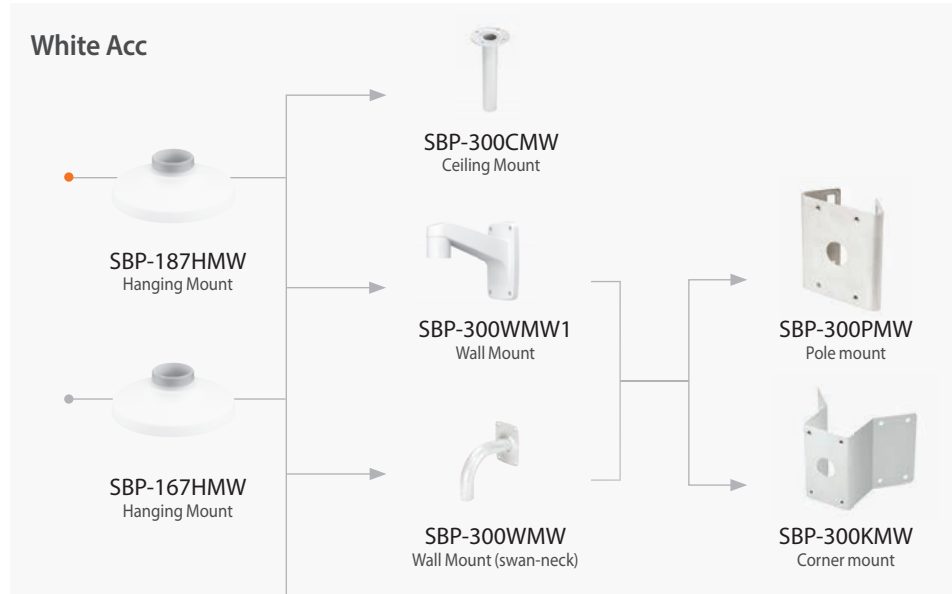 White Acc
SBP-300CMW
Ceiling Mount
SBP-187HMW
Hanging Mount
SBP-300WMW1
Wall Mount
SBP-300PMW
Pole mount
SBP-167HMW
Hanging Mount
SBP-300WMW
Wall Mount (swan-neck)
SBP-300KMW
Corner mount